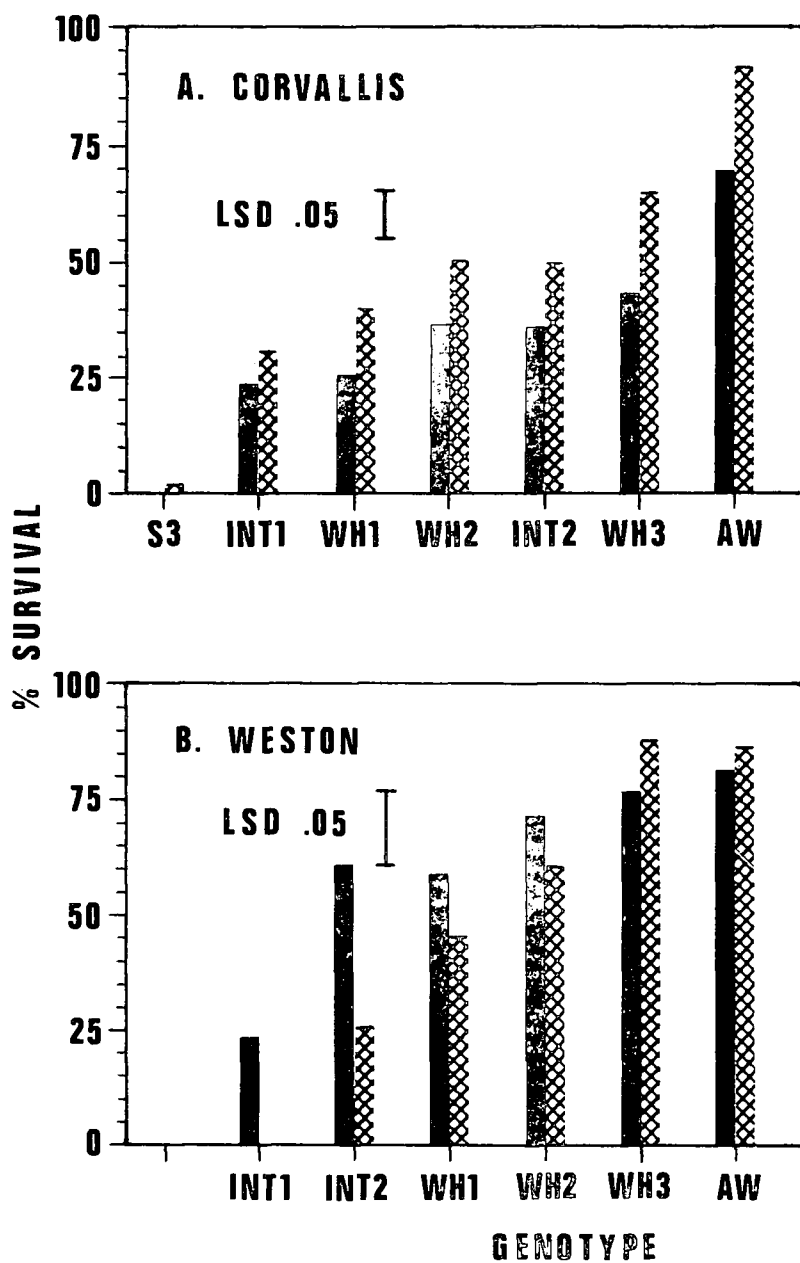 100
A. CORVALLIS
75
LSD .05
50
25
0
S3 INT1 WH1 WH2 INT2 WH3 AW
% SURVIVAL
100
B. WESTON
75
LSD .05
50
25
0
INT1 INT2 WH1 WH2 WH3 AW
GENOTYPE